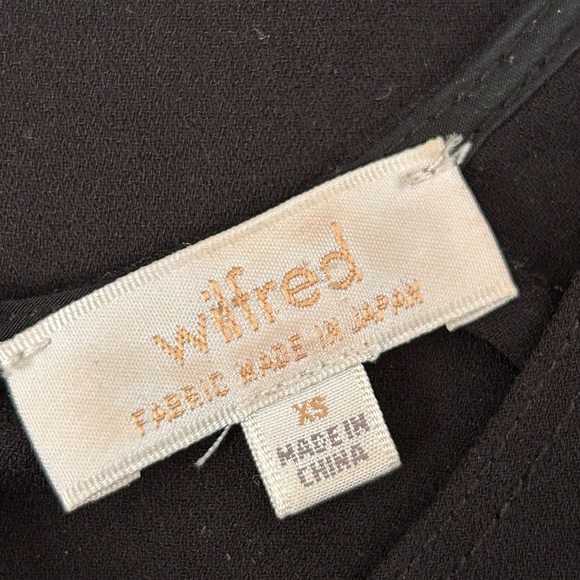 wilfred
FABRIC MADE IN JAPAN
XS
MADE IN
CHINA